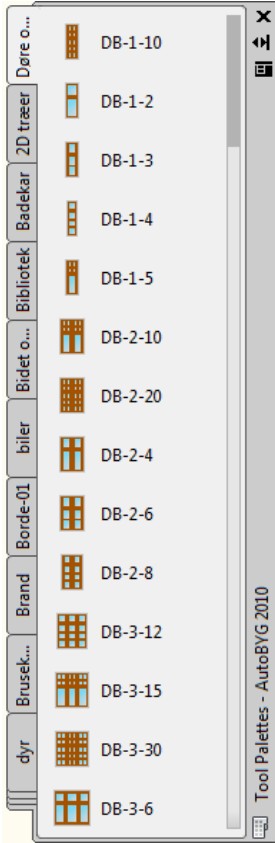 Døre o...
2D træer
Badekar
Bibliotek
Bidet o...
biler
Borde-01
Brand
Brusek...
dyr
DB-1-10
DB-1-2
DB-1-3
DB-1-4
DB-1-5
DB-2-10
DB-2-20
DB-2-4
DB-2-6
DB-2-8
DB-3-12
DB-3-15
DB-3-30
DB-3-6
Tool Palettes - AutoBYG 2010